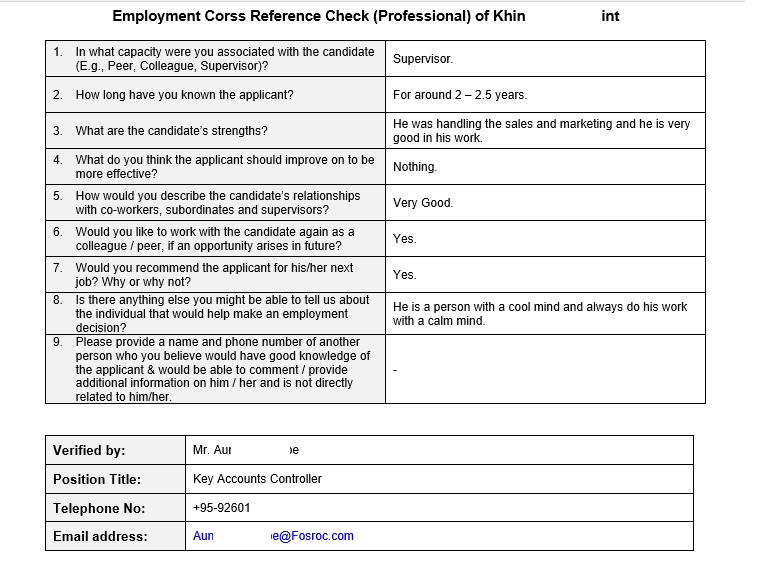 Employment Corss Reference Check (Professional) of Khin int
1. In what capacity were you associated with the candidate
(E.g., Peer, Colleague, Supervisor)?
Supervisor.
2. How long have you known the applicant?
For around 2 – 2.5 years.
3. What are the candidate's strengths?
He was handling the sales and marketing and he is very
good in his work.
4. What do you think the applicant should improve on to be
more effective?
Nothing.
5. How would you describe the candidate's relationships
with co-workers, subordinates and supervisors?
Very Good.
6. Would you like to work with the candidate again as a
colleague / peer, if an opportunity arises in future?
Yes.
7. Would you recommend the applicant for his/her next
job? Why or why not?
Yes.
8. Is there anything else you might be able to tell us about
the individual that would help make an employment
decision?
He is a person with a cool mind and always do his work
with a calm mind.
9. Please provide a name and phone number of another
person who you believe would have good knowledge of
the applicant & would be able to comment / provide
additional information on him / her and is not directly
related to him/her.
-
Verified by: Mr. Aur e
Position Title: Key Accounts Controller
Telephone No: +95-92601
Email address: Aun e@Fosroc.com